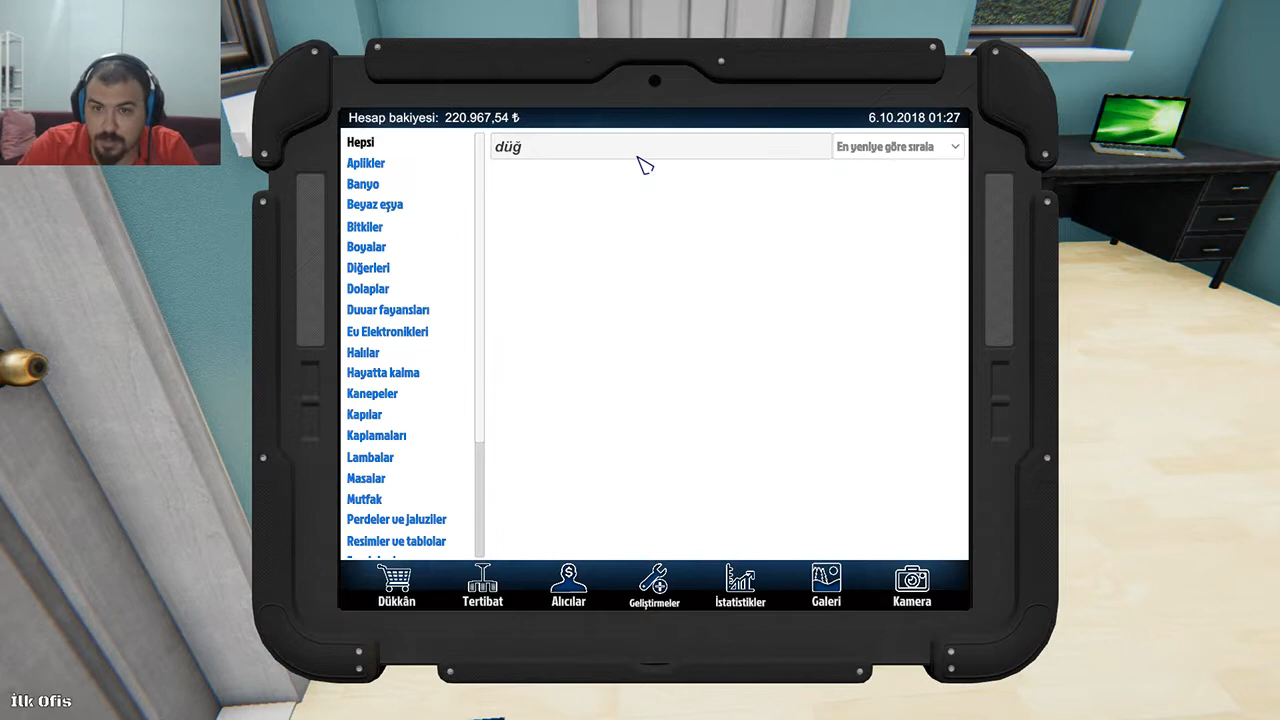 Hesap bakiyesi: 220.967,54 ₺
6.10.2018 01:27
düğ
En yeniye göre sırala
Hepsi
Aplikler
Banyo
Beyaz eşya
Bitkiler
Boyalar
Diğerleri
Dolaplar
Duvar fayansları
Ev Elektronikleri
Halılar
Hayatta kalma
Kanepeler
Kapılar
Kaplamaları
Lambalar
Masalar
Mutfak
Perdeler ve jaluziler
Resimler ve tablolar
Dükkân
Tertibat
Alıcılar
Geliştirmeler
İstatistikler
Galeri
Kamera
İlk Ofis